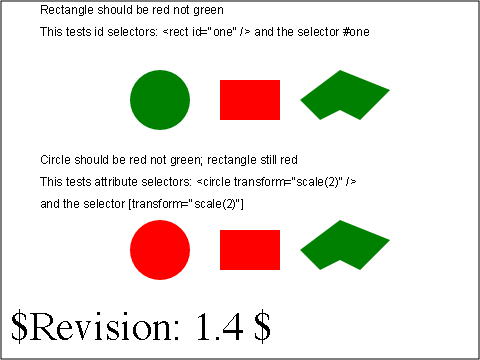 Rectangle should be red not green
This tests id selectors: <rect id="one" /> and the selector #one
Circle should be red not green; rectangle still red
This tests attribute selectors: <circle transform="scale(2)" />
and the selector [transform="scale(2)"]
$Revision: 1.4 $